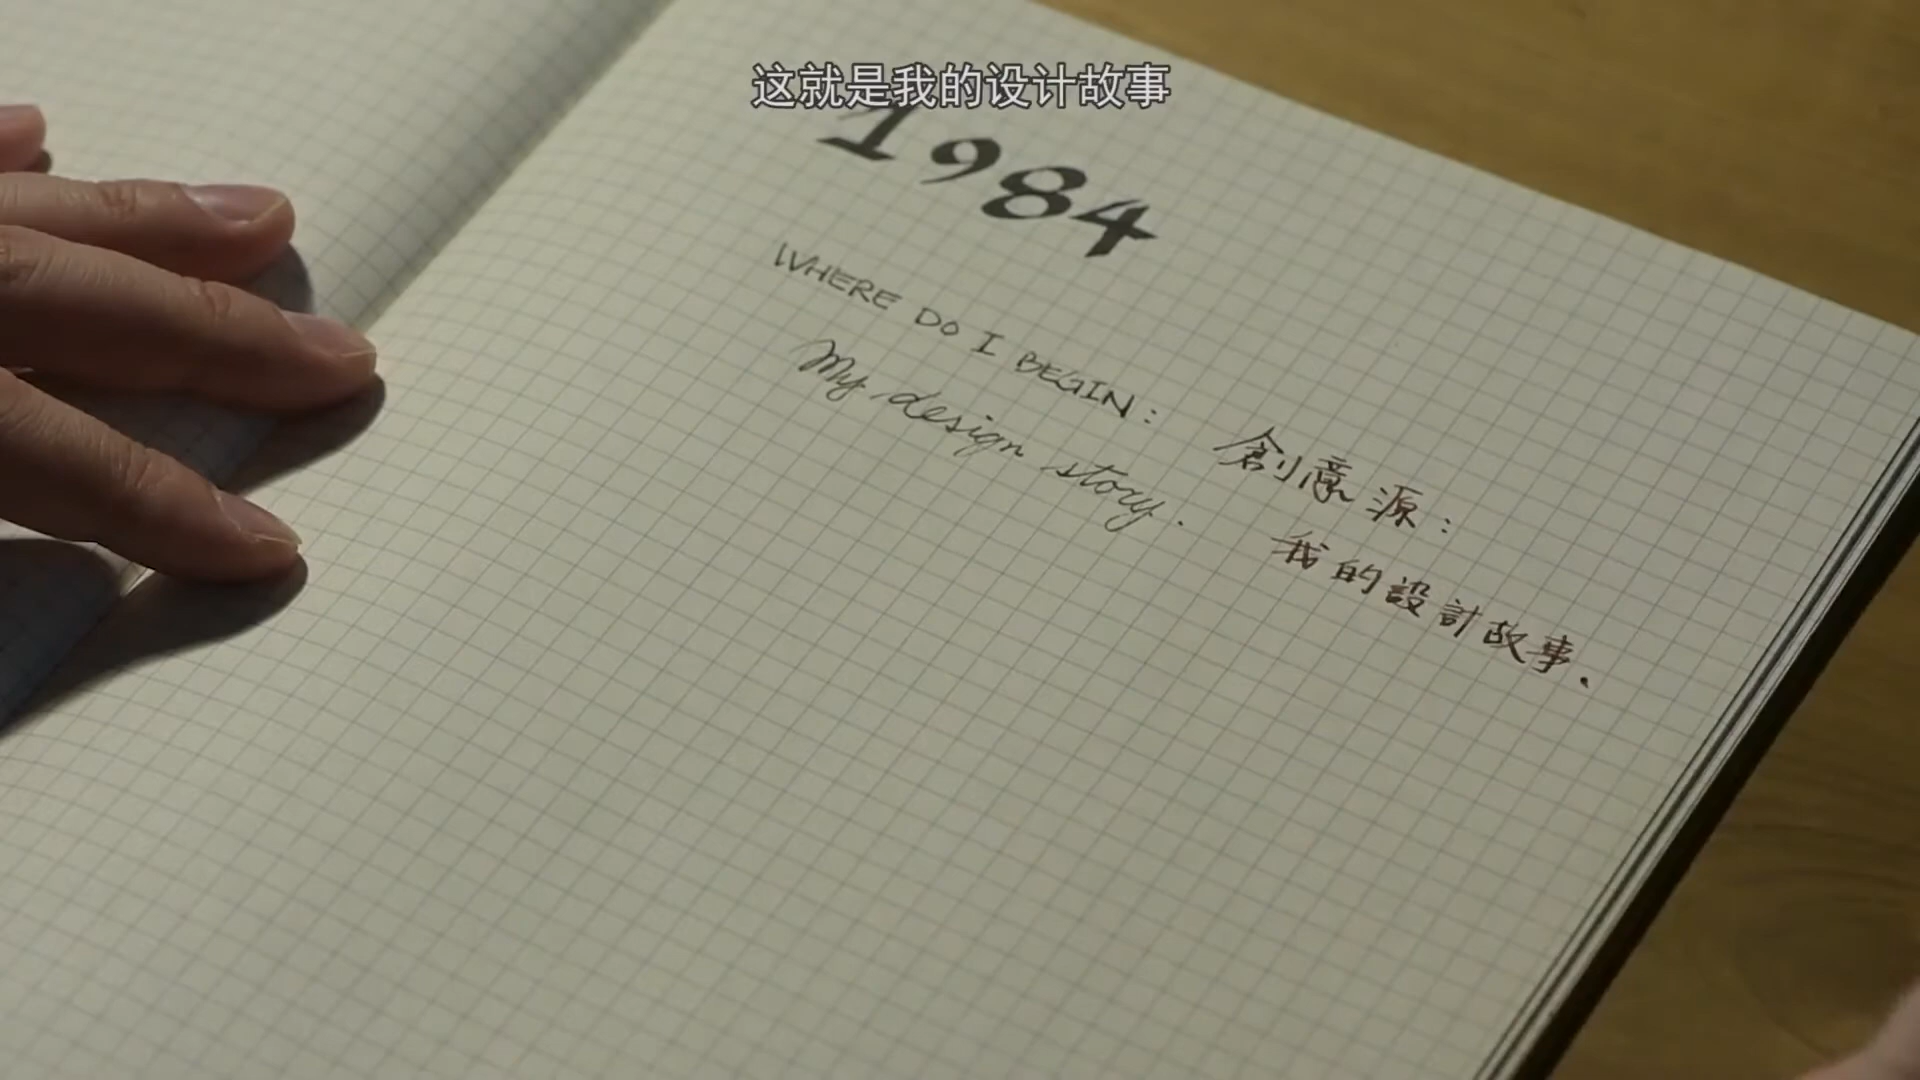 这就是我的设计故事
1984
WHERE DO I BEGIN:
My design story.
創意源:
我的設計故事.